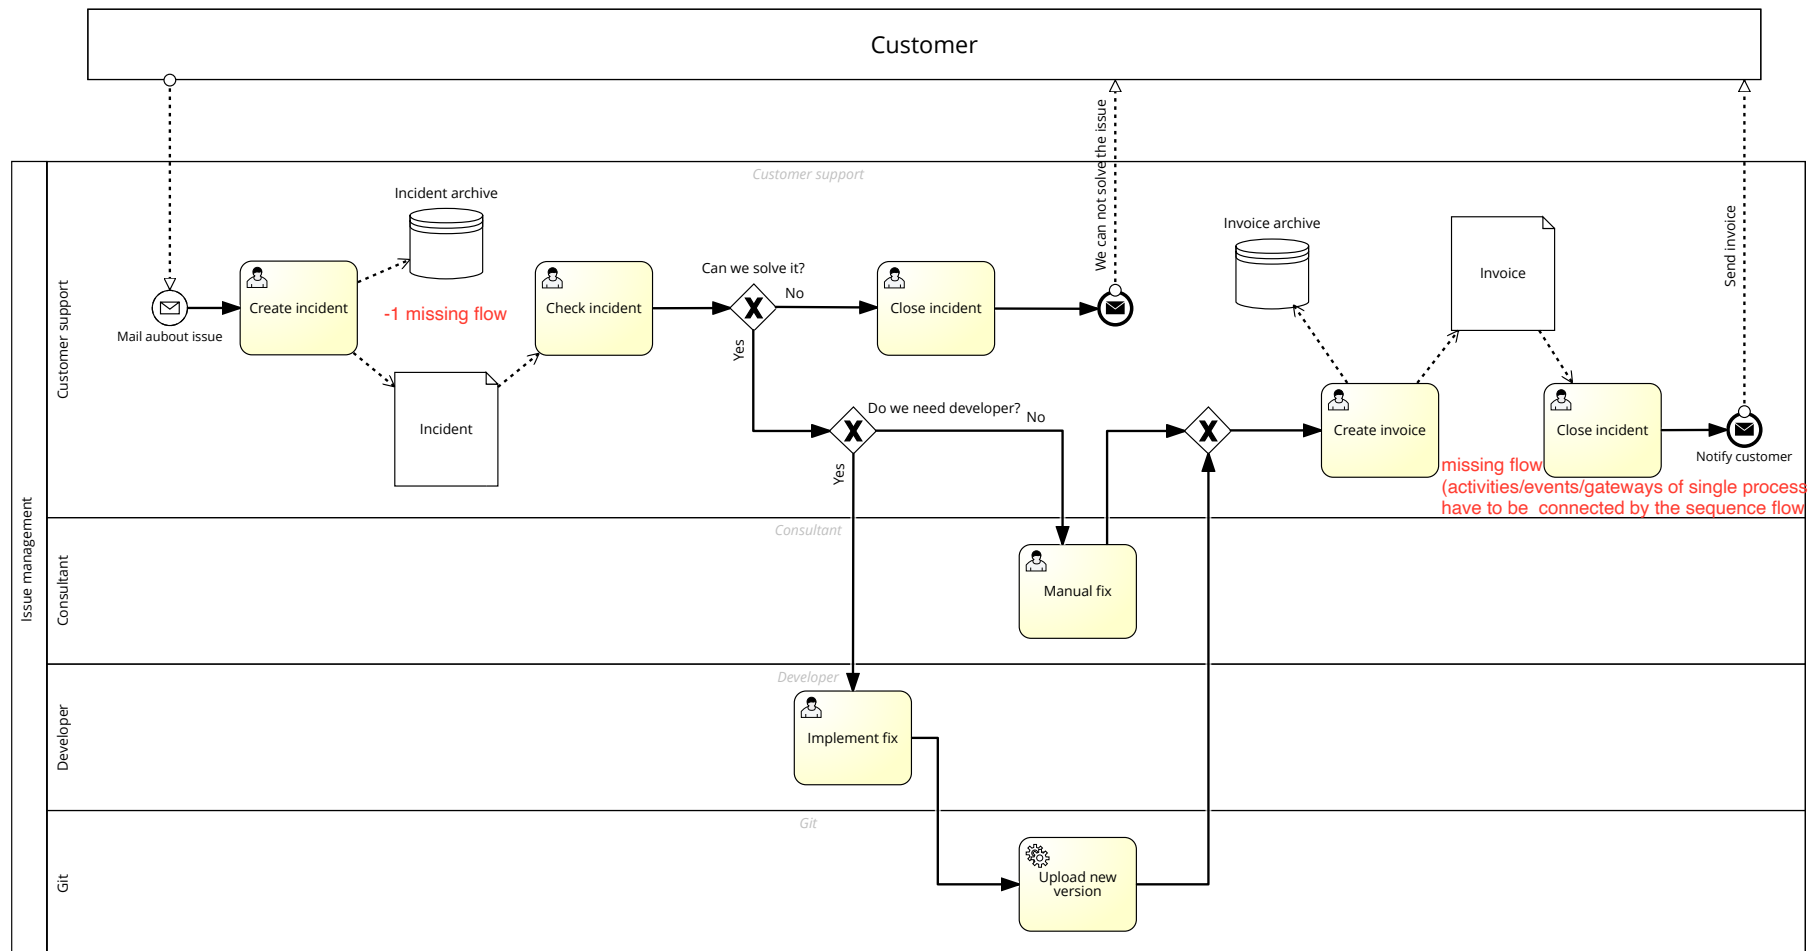 Customer
We can not solve the issue
Send invoice
Issue management
Customer support
Customer support
Incident archive
Invoice archive
Invoice
Can we solve it?
No
Yes
Create incident
Check incident
Close incident
-1 missing flow
Mail aubout issue
Incident
Do we need developer?
No
Yes
Create invoice
Close incident
Notify customer
missing flow
(activities/events/gateways of single process
have to be connected by the sequence flow
Consultant
Consultant
Manual fix
Developer
Developer
Implement fix
Git
Git
Upload new
version